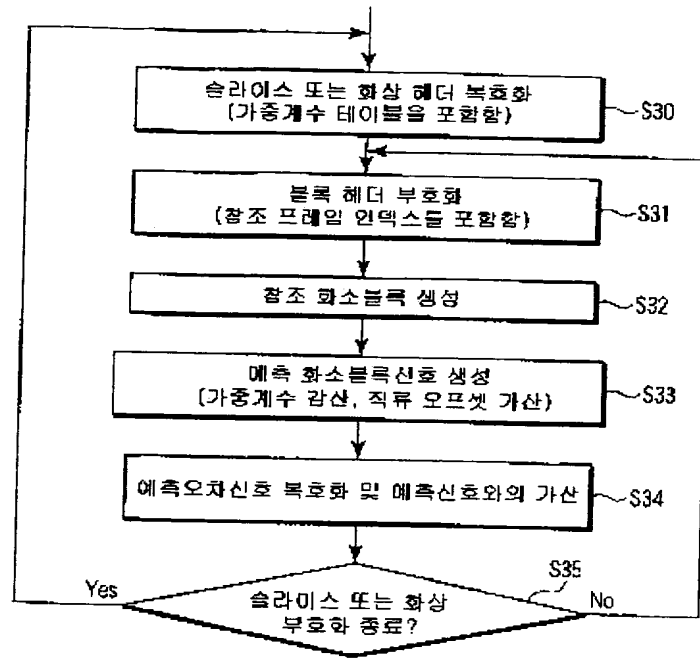 슬라이스 또는 화상 헤더 복호화
(가중계수 테이블을 포함함)
S30
블록 헤더 부호화
(참조 프레임 인덱스를 포함함)
S31
참조 화소블록 생성
S32
예측 화소블록신호 생성
(가중계수 감산, 직류 오프셋 가산)
S33
예측오차신호 복호화 및 예측신호와의 가산
S34
S35
Yes
슬라이스 또는 화상
부호화 종료?
No